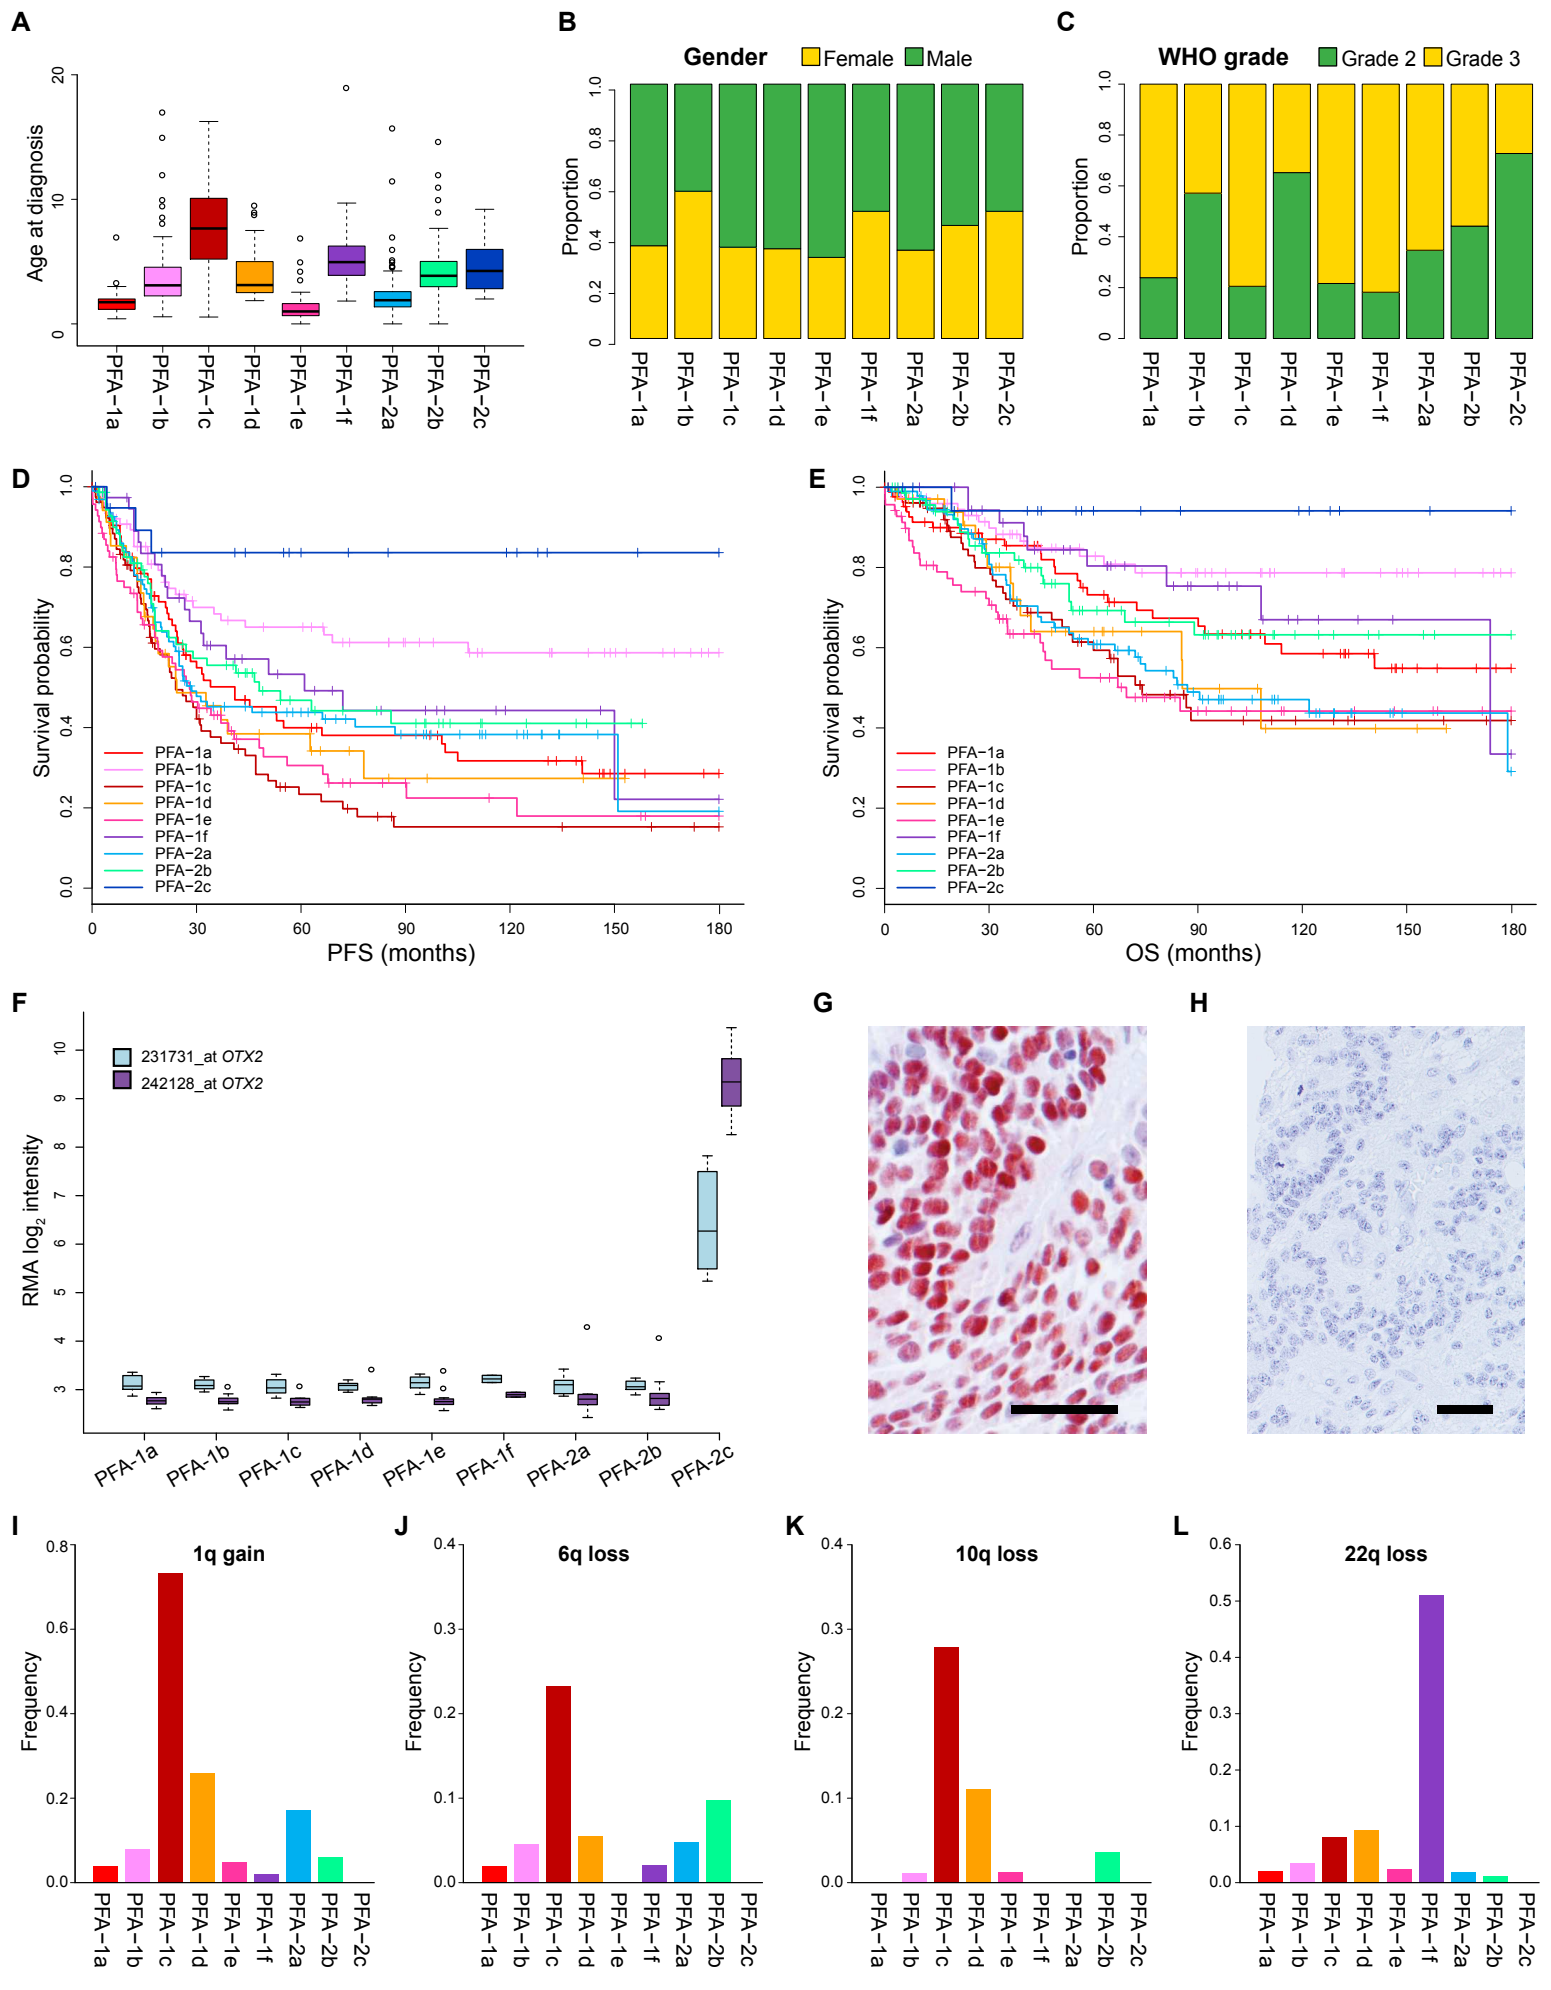 A
Age at diagnosis
0
10
20
PFA−1a
PFA−1b
PFA−1c
PFA−1d
PFA−1e
PFA−1f
PFA−2a
PFA−2b
PFA−2c
B
Gender
Female
Male
Proportion
0
0.2
0.4
0.6
0.8
1.0
PFA−1a
PFA−1b
PFA−1c
PFA−1d
PFA−1e
PFA−1f
PFA−2a
PFA−2b
PFA−2c
C
WHO grade
Grade 2
Grade 3
Proportion
0
0.2
0.4
0.6
0.8
1.0
PFA−1a
PFA−1b
PFA−1c
PFA−1d
PFA−1e
PFA−1f
PFA−2a
PFA−2b
PFA−2c
D
Survival probability
0.0
0.2
0.4
0.6
0.8
1.0
PFA−1a
PFA−1b
PFA−1c
PFA−1d
PFA−1e
PFA−1f
PFA−2a
PFA−2b
PFA−2c
0 30 60 90 120 150 180
PFS (months)
E
Survival probability
0.0
0.2
0.4
0.6
0.8
1.0
PFA−1a
PFA−1b
PFA−1c
PFA−1d
PFA−1e
PFA−1f
PFA−2a
PFA−2b
PFA−2c
0 30 60 90 120 150 180
OS (months)
F
231731_at OTX2
242128_at OTX2
RMA log2 intensity
3
4
5
6
7
8
9
10
PFA-1a
PFA-1b
PFA-1c
PFA-1d
PFA-1e
PFA-1f
PFA-2a
PFA-2b
PFA-2c
G
H
I
1q gain
Frequency
0.8
0.6
0.4
0.2
0.0
PFA−1a
PFA−1b
PFA−1c
PFA−1d
PFA−1e
PFA−1f
PFA−2a
PFA−2b
PFA−2c
J
6q loss
Frequency
0.4
0.3
0.2
0.1
0.0
PFA−1a
PFA−1b
PFA−1c
PFA−1d
PFA−1e
PFA−1f
PFA−2a
PFA−2b
PFA−2c
K
10q loss
Frequency
0.4
0.3
0.2
0.1
0.0
PFA−1a
PFA−1b
PFA−1c
PFA−1d
PFA−1e
PFA−1f
PFA−2a
PFA−2b
PFA−2c
L
22q loss
Frequency
0.6
0.5
0.4
0.3
0.2
0.1
0.0
PFA−1a
PFA−1b
PFA−1c
PFA−1d
PFA−1e
PFA−1f
PFA−2a
PFA−2b
PFA−2c